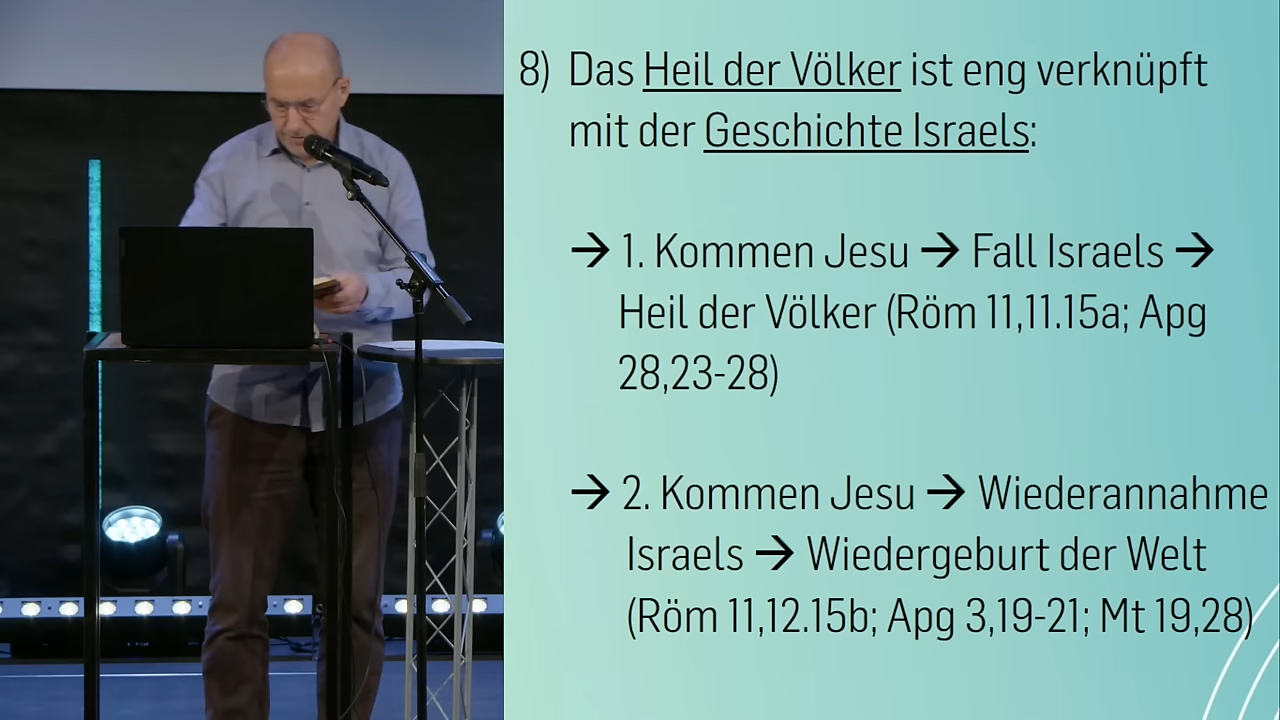 8) Das Heil der Völker ist eng verknüpft
mit der Geschichte Israels:
→ 1. Kommen Jesu → Fall Israels →
Heil der Völker (Röm 11,11.15a; Apg
28,23-28)
→ 2. Kommen Jesu → Wiederannahme
Israels → Wiedergeburt der Welt
(Röm 11,12.15b; Apg 3,19-21; Mt 19,28)